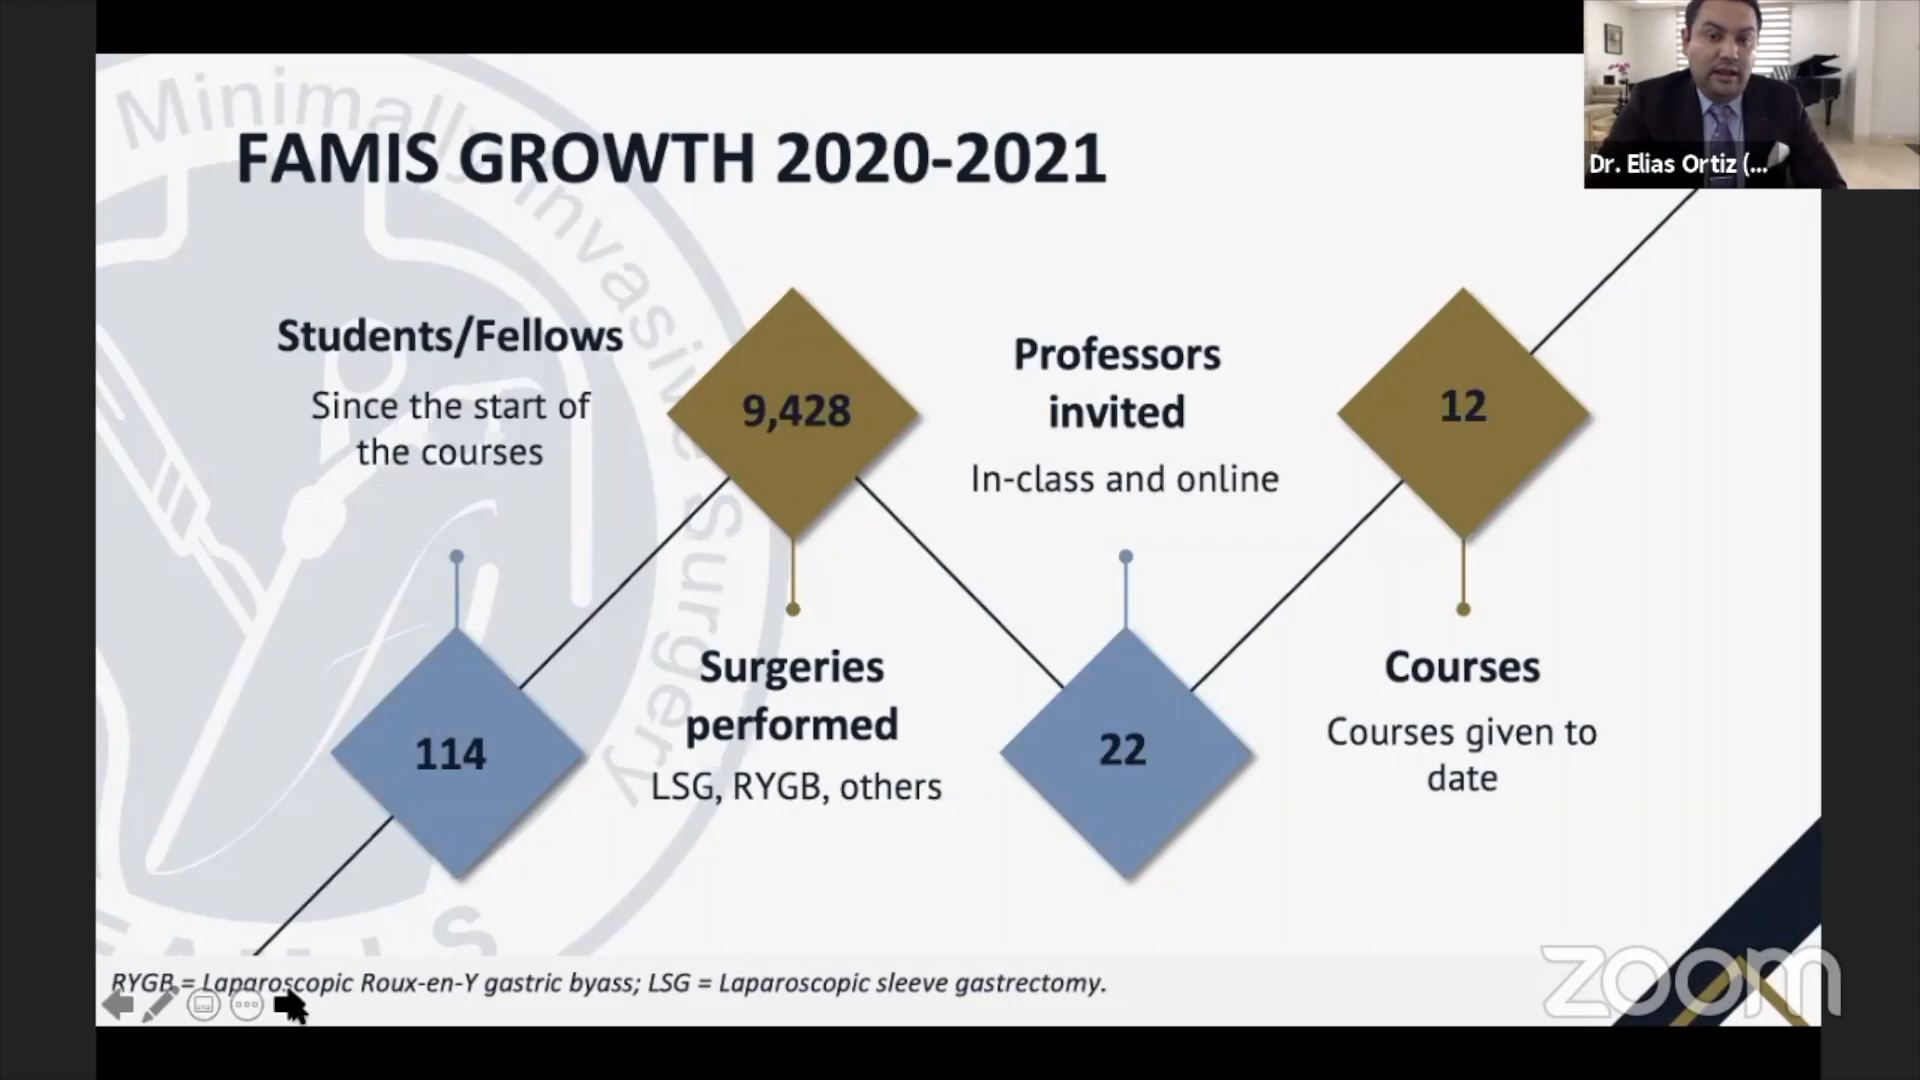 FAMIS GROWTH 2020-2021
Dr. Elias Ortiz (...
Minimally Invasive Surgery
FAMIS
Students/Fellows
Since the start of
the courses
114
9,428
Surgeries
performed
LSG, RYGB, others
Professors
invited
In-class and online
22
12
Courses
Courses given to
date
RYGB = Laparoscopic Roux-en-Y gastric byass; LSG = Laparoscopic sleeve gastrectomy.
zoom